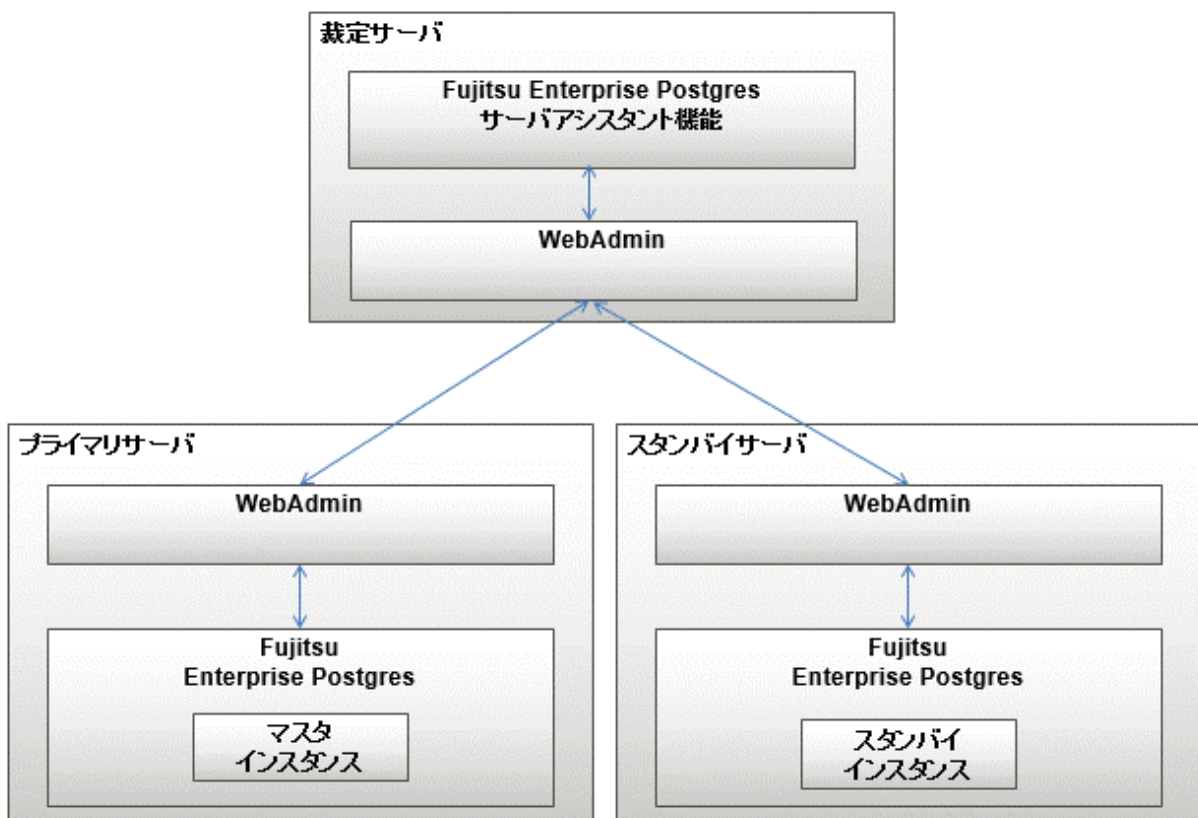 裁定サーバ
Fujitsu Enterprise Postgres
サーバアシスタント機能
WebAdmin
プライマリサーバ
WebAdmin
Fujitsu
Enterprise Postgres
マスタ
インスタンス
スタンバイサーバ
WebAdmin
Fujitsu
Enterprise Postgres
スタンバイ
インスタンス